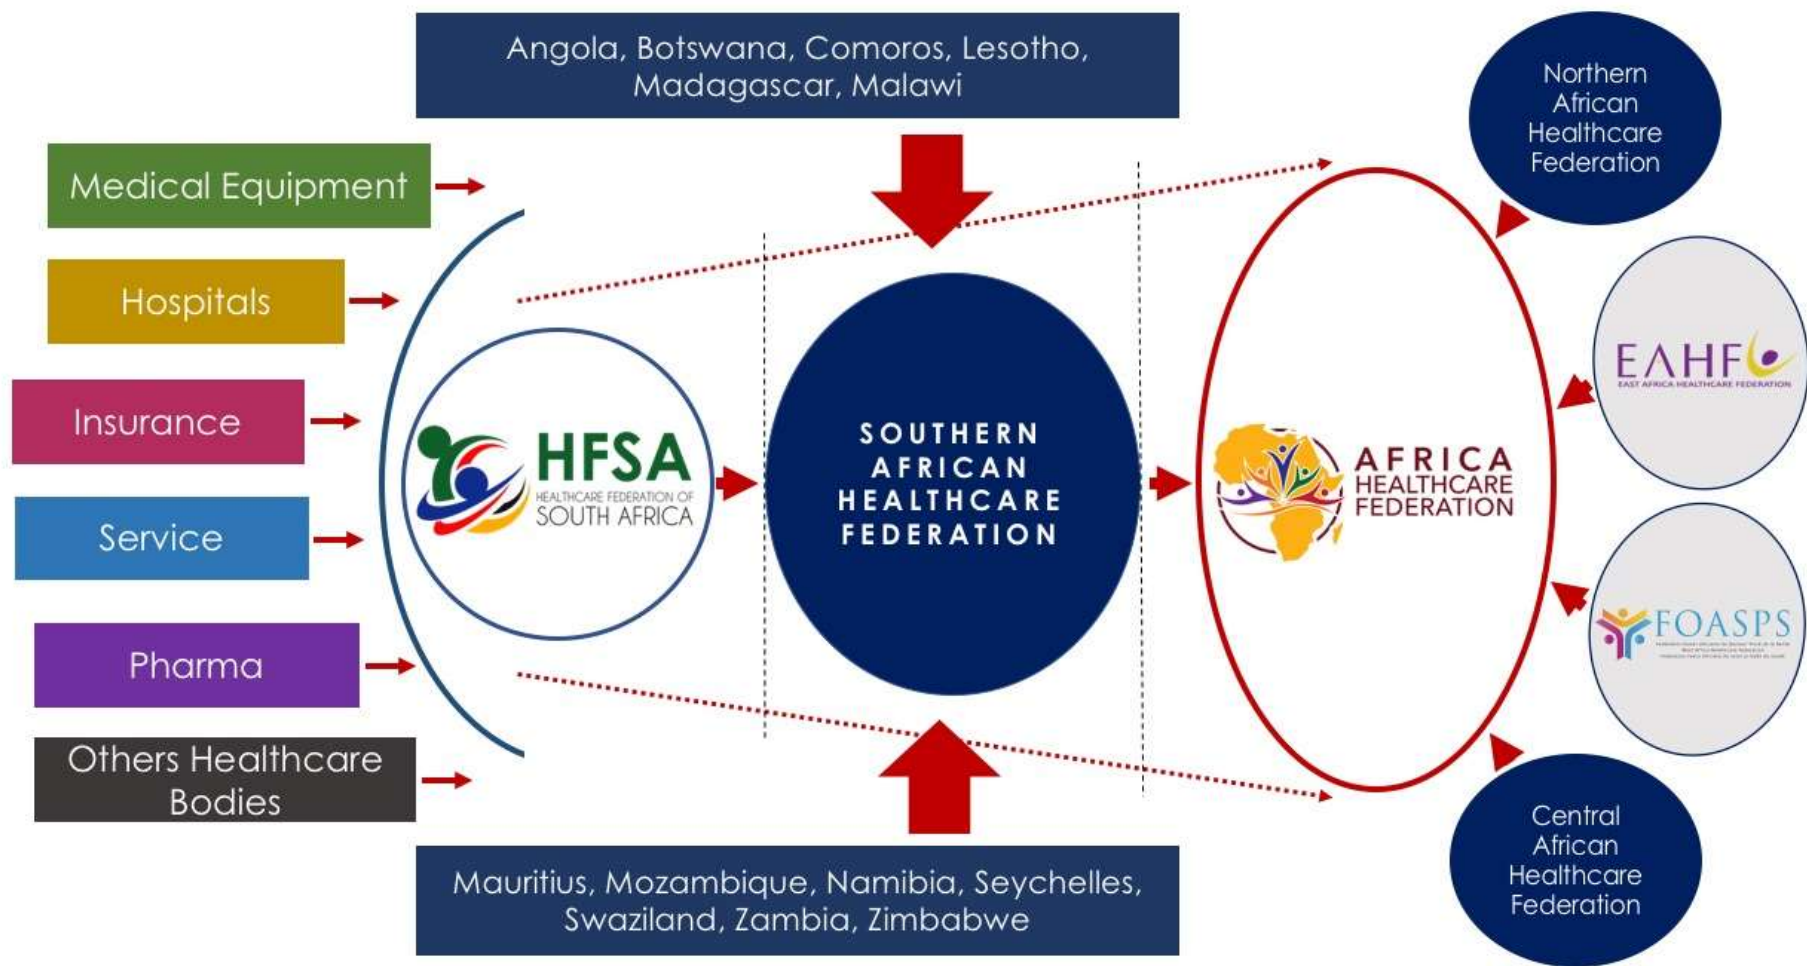 Angola, Botswana, Comoros, Lesotho,
Madagascar, Malawi
Northern
African
Healthcare
Federation
Medical Equipment
Hospitals
Insurance
Service
Pharma
Others Healthcare
Bodies
HFSA
HEALTHCARE FEDERATION OF
SOUTH AFRICA
SOUTHERN
AFRICAN
HEALTHCARE
FEDERATION
AFRICA
HEALTHCARE
FEDERATION
EAHF
EAST AFRICA HEALTHCARE FEDERATION
FOASPS
Central
African
Healthcare
Federation
Mauritius, Mozambique, Namibia, Seychelles,
Swaziland, Zambia, Zimbabwe